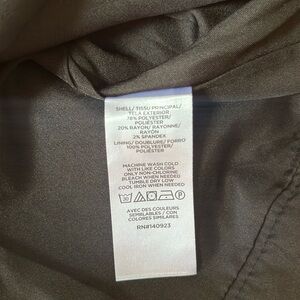 SHELL/ TISSU PRINCIPAL/
TELA EXTERIOR
78% POLYESTER/
POLIÉSTER
20% RAYON/ RAYONNE/
RAYON
2% SPANDEX
LINING/ DOUBLURE/ FORRO
100% POLYESTER/
POLIÉSTER
MACHINE WASH COLD
WITH LIKE COLORS
ONLY NON-CHLORINE
BLEACH WHEN NEEDED
TUMBLE DRY LOW
COOL IRON WHEN NEEDED
AVEC DES COULEURS
SEMBLABLES / CON
COLORES SIMILARES
RN#140923